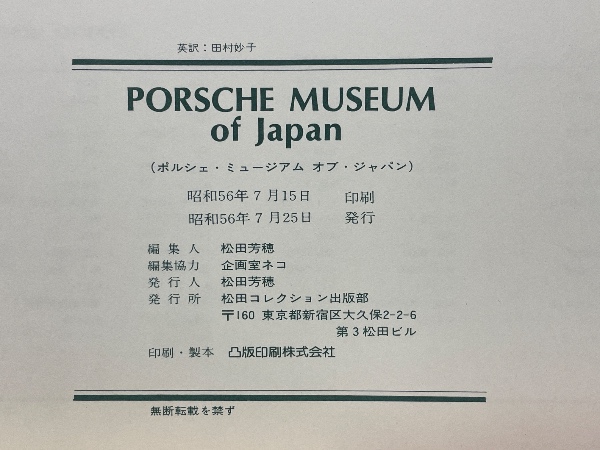 英訳：田村妙子
PORSCHE MUSEUM
of Japan
（ポルシェ・ミュージアム オブ・ジャパン）
昭和56年7月15日　印刷
昭和56年7月25日　発行
編集人　松田芳穂
編集協力　企画室ネコ
発行人　松田芳穂
発行所　松田コレクション出版部
〒160 東京都新宿区大久保2-2-6
第3松田ビル
印刷・製本　凸版印刷株式会社
無断転載を禁ず